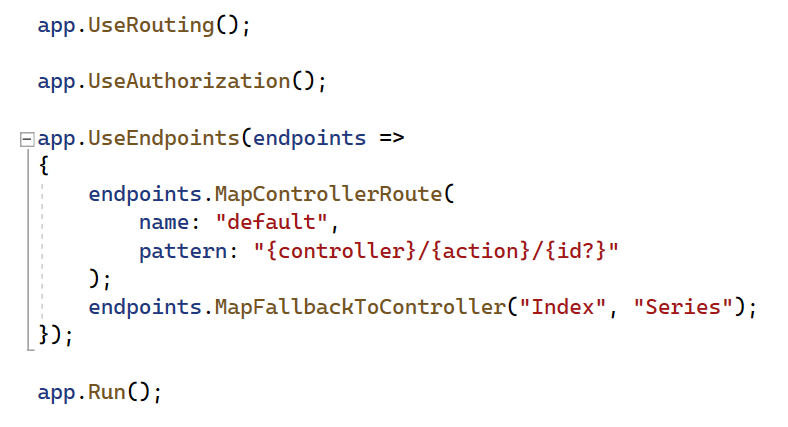 app.UseRouting();
app.UseAuthorization();
app.UseEndpoints(endpoints =>
{
endpoints.MapControllerRoute(
name: "default",
pattern: "{controller}/{action}/{id?}"
);
endpoints.MapFallbackToController("Index", "Series");
});
app.Run();